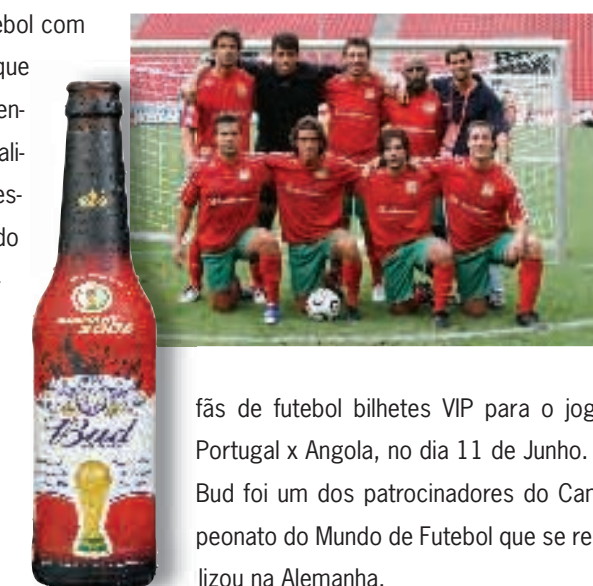 ebol com
que
en-
ali-
es-
do
Bud
fãs de futebol bilhetes VIP para o jog
Portugal x Angola, no dia 11 de Junho.
Bud foi um dos patrocinadores do Can
peonato do Mundo de Futebol que se re
lizou na Alemanha.